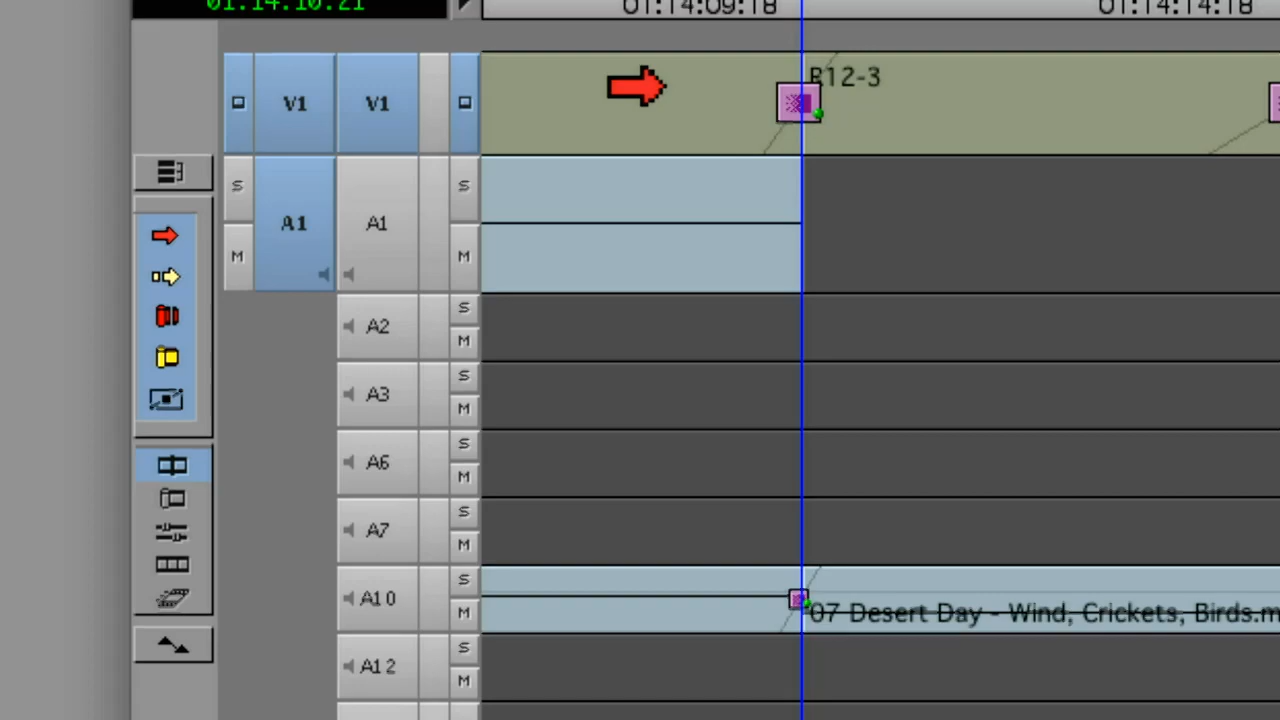 01:14:10:21
01:14:09:18 01:14:14:18
V1 V1 R12-3
S S
A1 A1
M M
S
A2
M
S
A3
M
S
A6
M
S
A7
M
S
A10
M
07 Desert Day - Wind, Crickets, Birds.m
S
A12
M